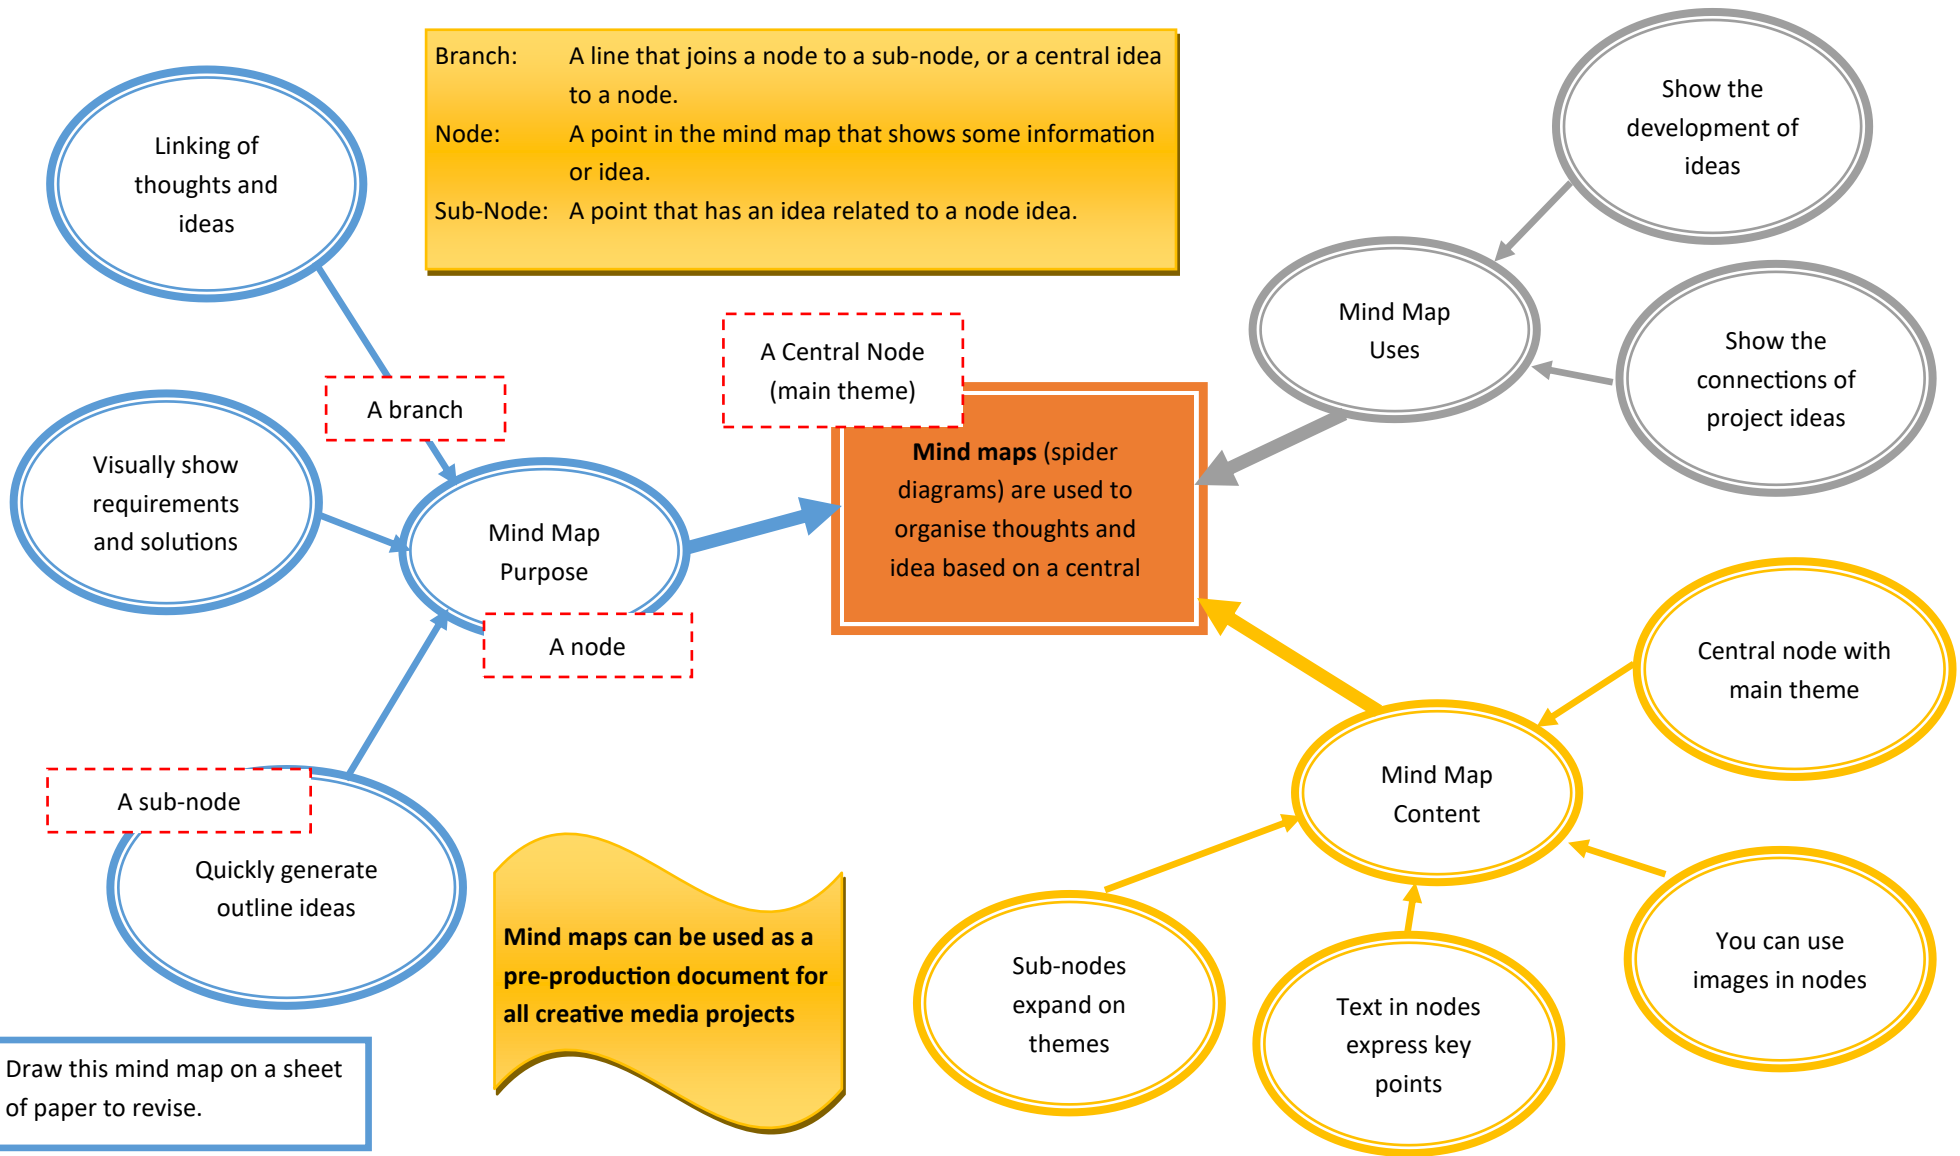 Branch: A line that joins a node to a sub-node, or a central idea
to a node.
Node: A point in the mind map that shows some information
or idea.
Sub-Node: A point that has an idea related to a node idea.
Linking of
thoughts and
ideas
A branch
Visually show
requirements
and solutions
Mind Map
Purpose
A node
A sub-node
Quickly generate
outline ideas
A Central Node
(main theme)
Mind maps (spider
diagrams) are used to
organise thoughts and
idea based on a central
Show the
development of
ideas
Mind Map
Uses
Show the
connections of
project ideas
Central node with
main theme
Mind Map
Content
You can use
images in nodes
Text in nodes
express key
points
Sub-nodes
expand on
themes
Mind maps can be used as a
pre-production document for
all creative media projects
Draw this mind map on a sheet
of paper to revise.